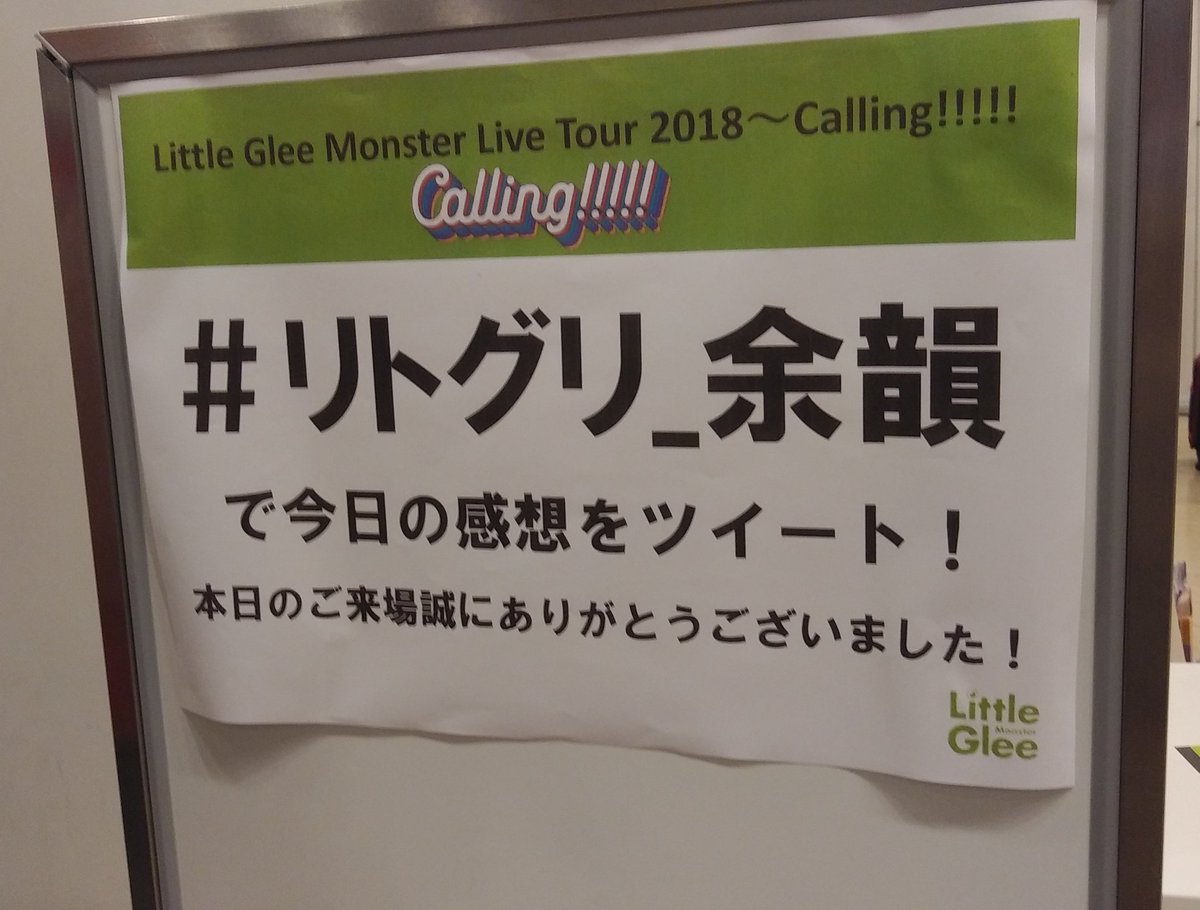 Little Glee Monster Live Tour 2018～Calling!!!!!
Calling!!!!!
#リトグリ_余韻
で今日の感想をツイート！
本日のご来場誠にありがとうございました！
Little
Monster
Glee